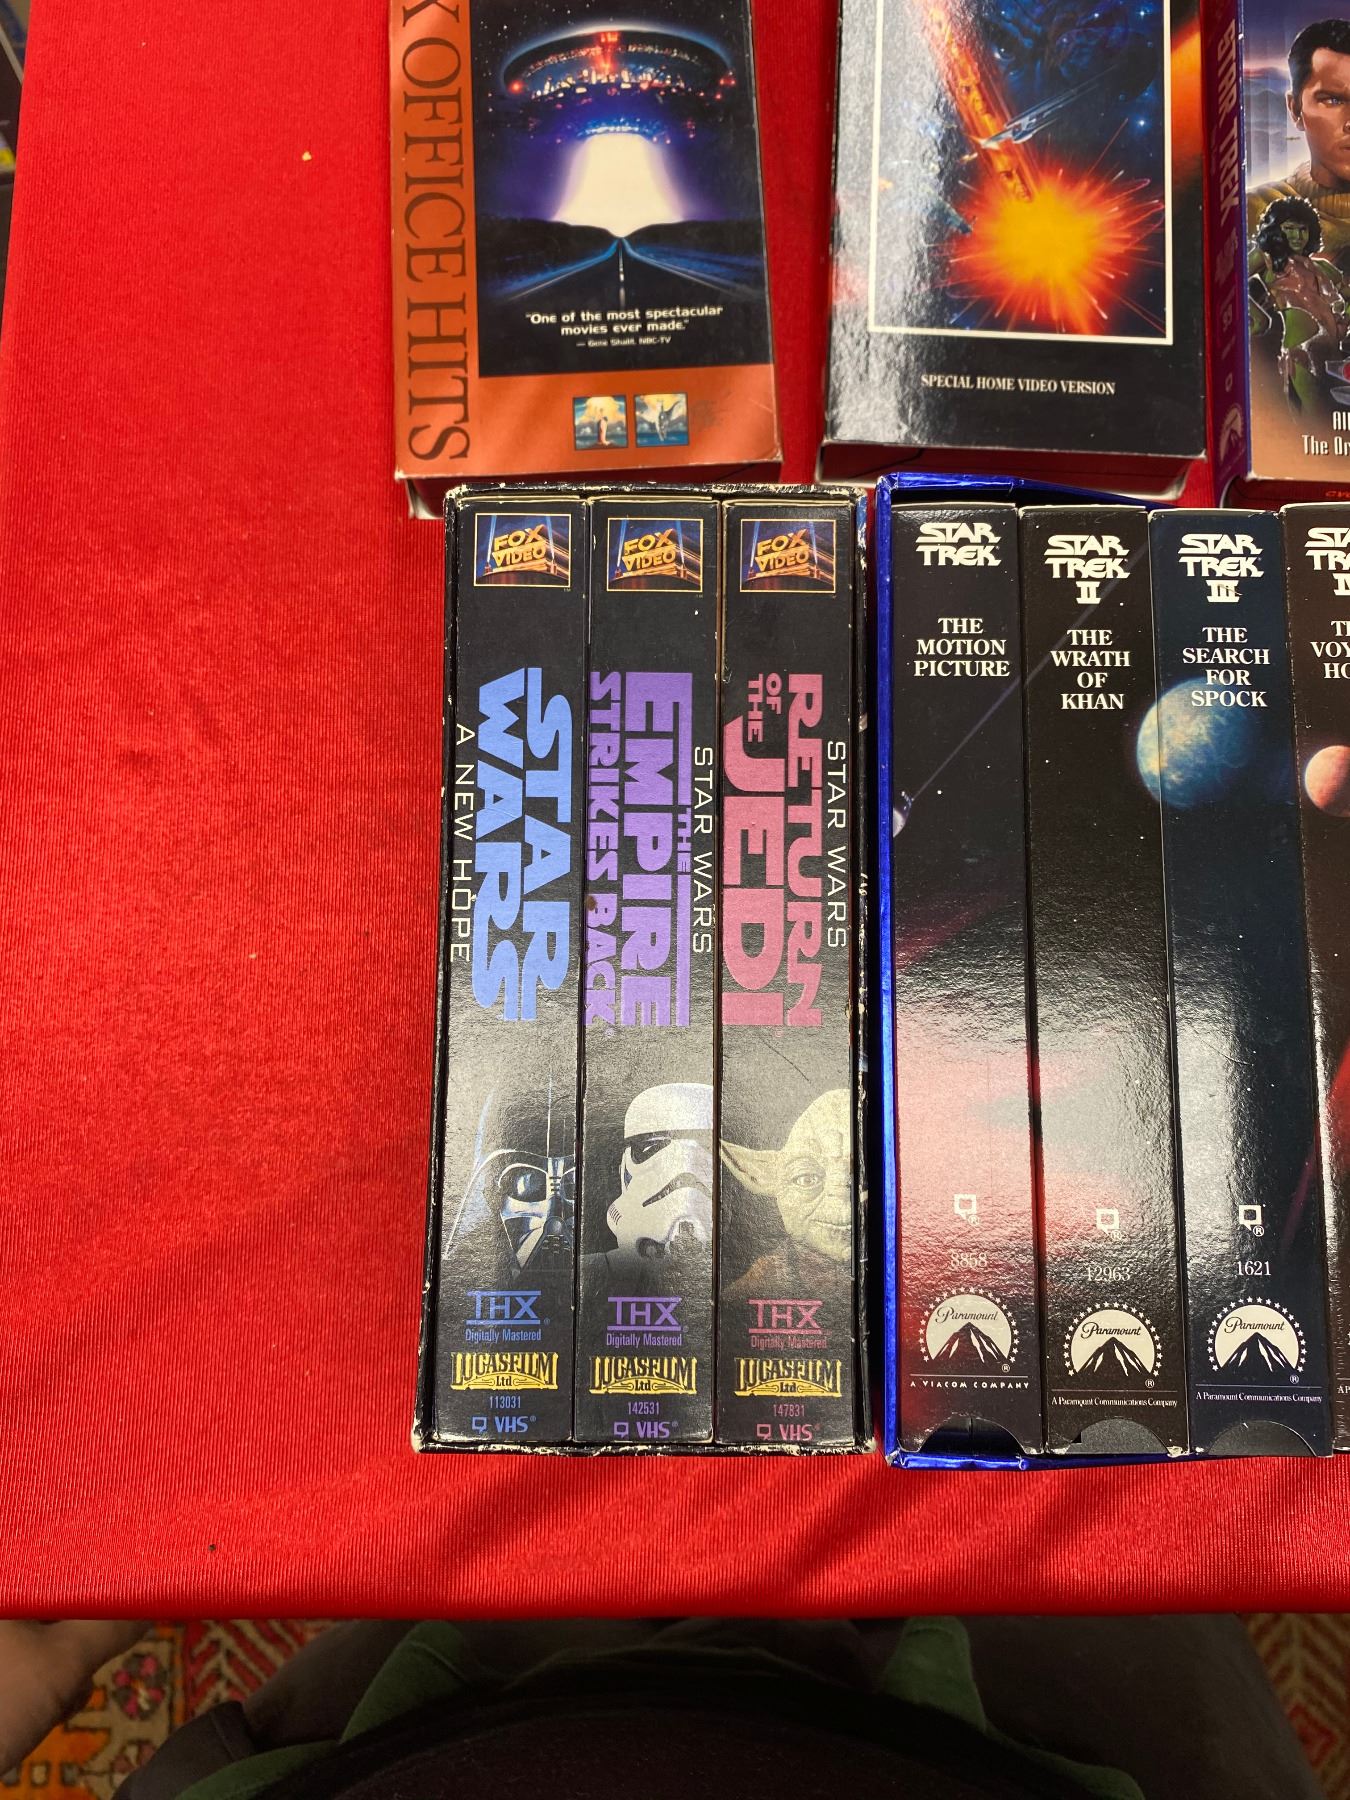 OFFICE HITS
"One of the most spectacular
movies ever made."
— Gene Shalit, NBC-TV
SPECIAL HOME VIDEO VERSION
STAR TREK
59
The
FOX
VIDEO
STAR
WARS
A NEW HOPE
THX
Digitally Mastered
LUCASFILM
Ltd
113031
VHS
FOX
VIDEO
STAR WARS
THE
EMPIRE
STRIKES BACK
THX
Digitally Mastered
LUCASFILM
Ltd
142531
VHS
FOX
VIDEO
STAR WARS
RETURN
OF
THE
JEDI
THX
Digitally Mastered
LUCASFILM
Ltd
147831
VHS
STAR
TREK
THE
MOTION
PICTURE
8858
Paramount
A VIACOM COMPANY
STAR
TREK
II
THE
WRATH
OF
KHAN
12963
Paramount
A Paramount Communications Company
STAR
TREK
III
THE
SEARCH
FOR
SPOCK
1621
Paramount
A Paramount Communications Company